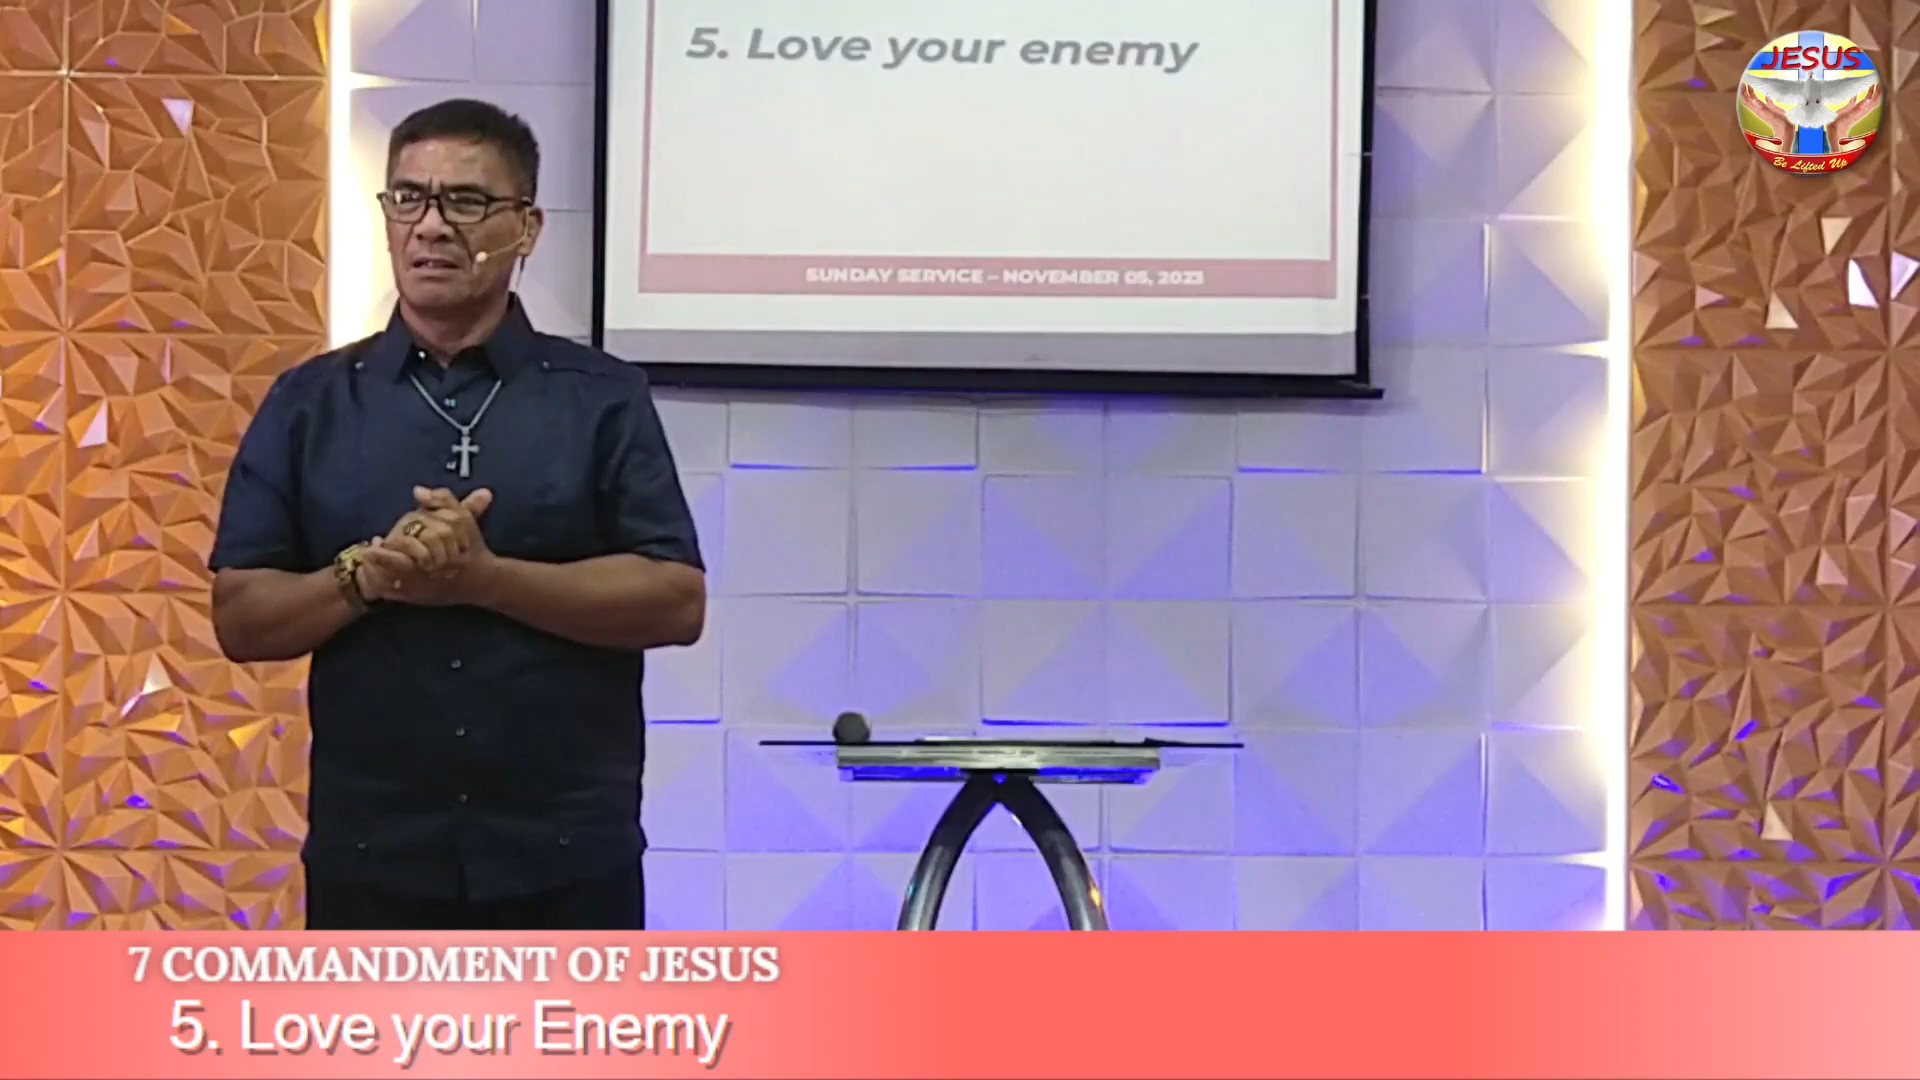 5. Love your enemy
SUNDAY SERVICE – NOVEMBER 05, 2023
JESUS
Be Lifted Up
7 COMMANDMENT OF JESUS
5. Love your Enemy